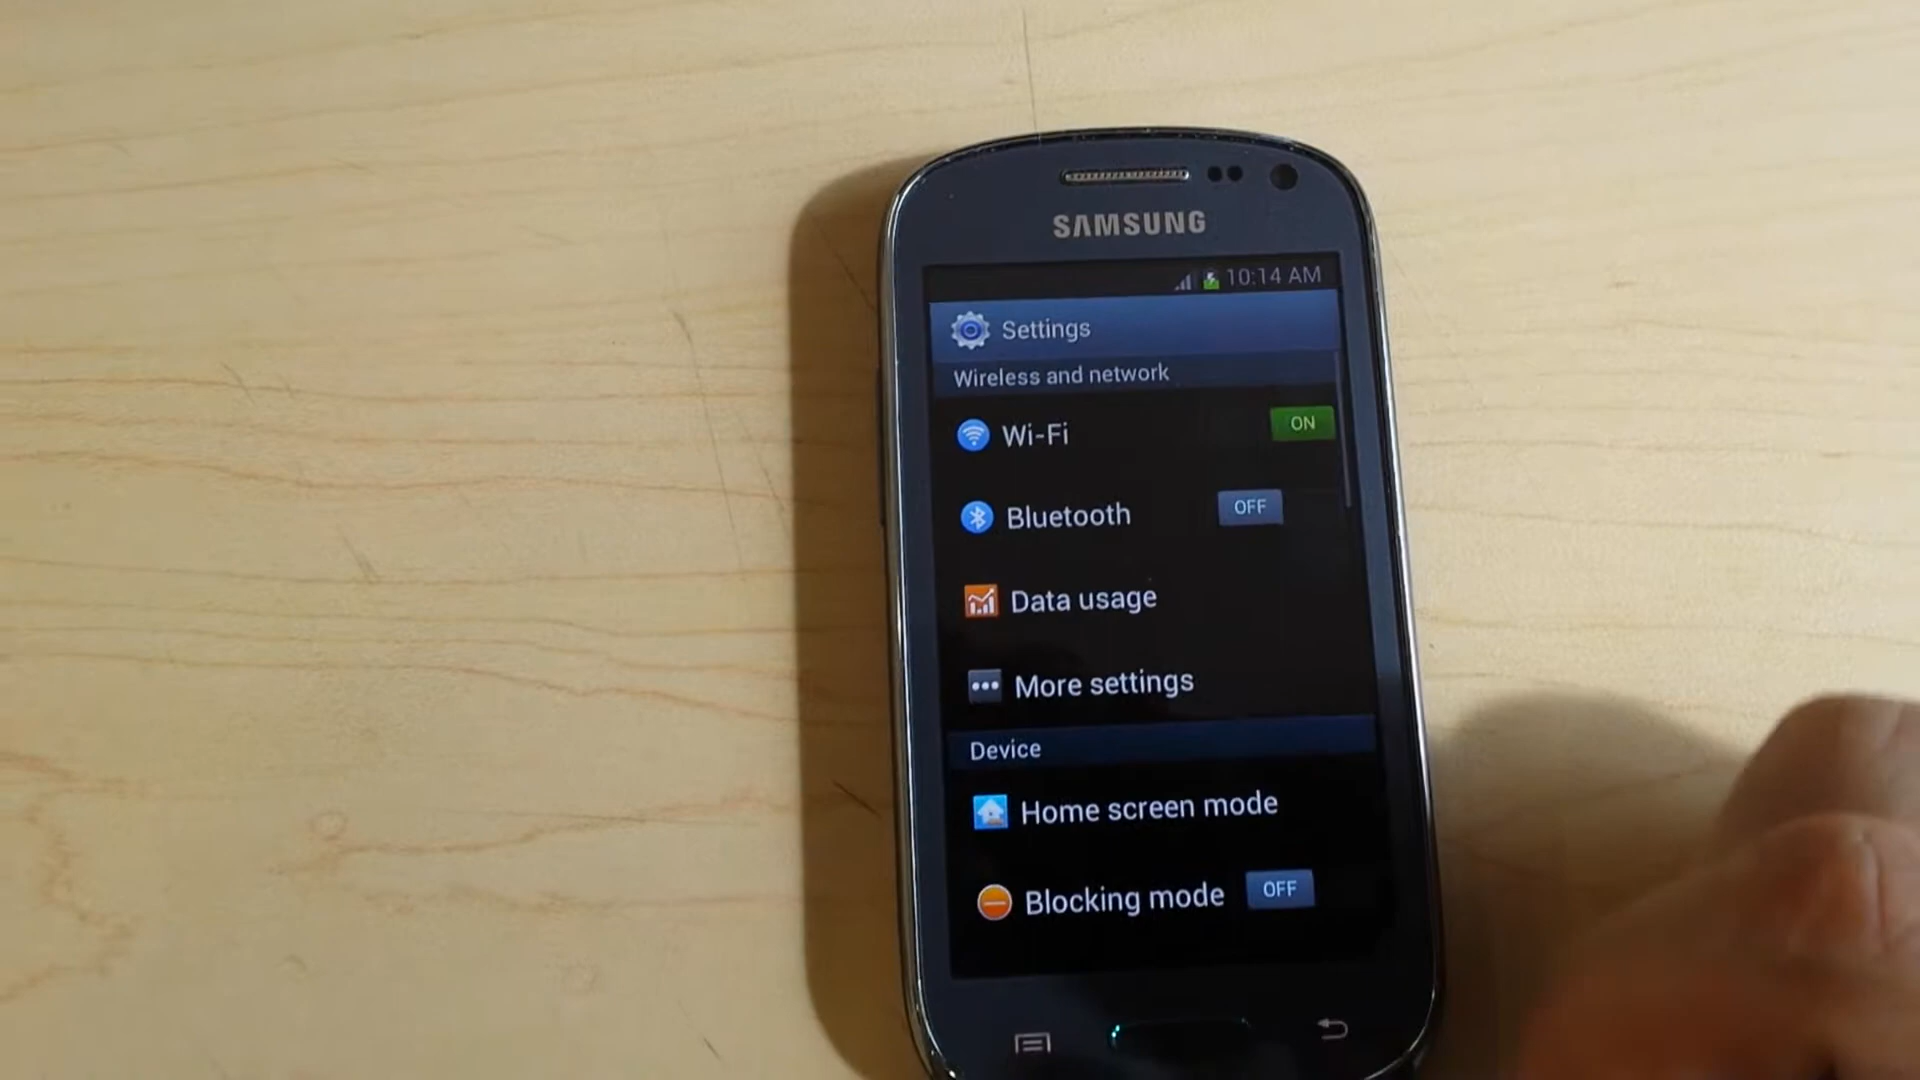 SAMSUNG
10:14 AM
Settings
Wireless and network
Wi-Fi ON
Bluetooth OFF
Data usage
More settings
Device
Home screen mode
Blocking mode OFF